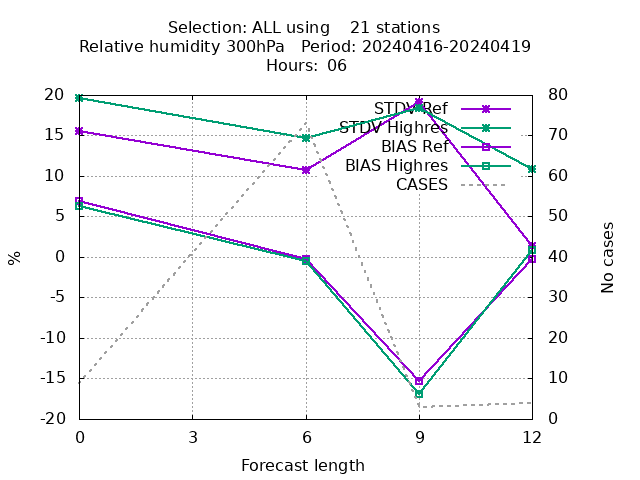 Selection: ALL using    21 stations
Relative humidity 300hPa   Period: 20240416-20240419
Hours: 06
20
15
10
5
0
-5
-10
-15
-20
%
STDV Ref
STDV Highres
BIAS Ref
BIAS Highres
CASES
80
70
60
50
40
30
20
10
0
No cases
0 3 6 9 12
Forecast length